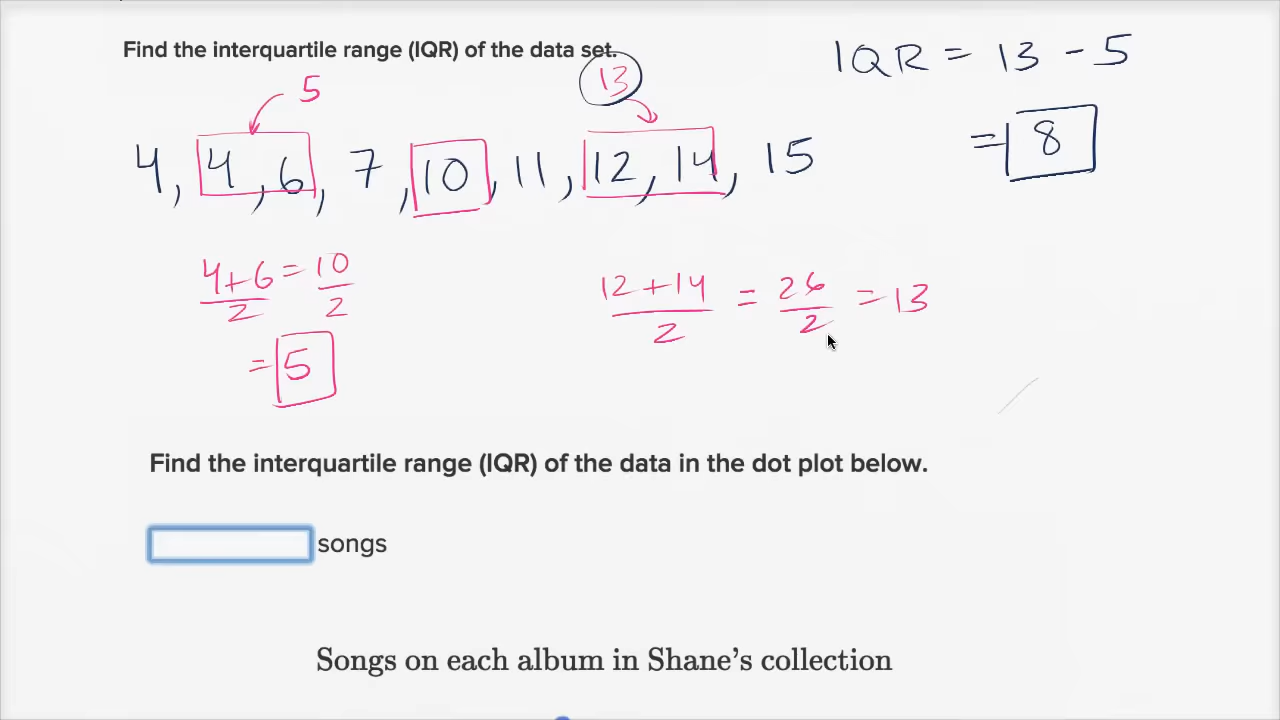 Find the interquartile range (IQR) of the data set.
IQR = 13 - 5
5
13
= 8
4, 4, 6, 7, 10, 11, 12, 14, 15
4+6 = 10
2 2
= 5
12+14 = 26 = 13
2 2
Find the interquartile range (IQR) of the data in the dot plot below.
songs
Songs on each album in Shane's collection